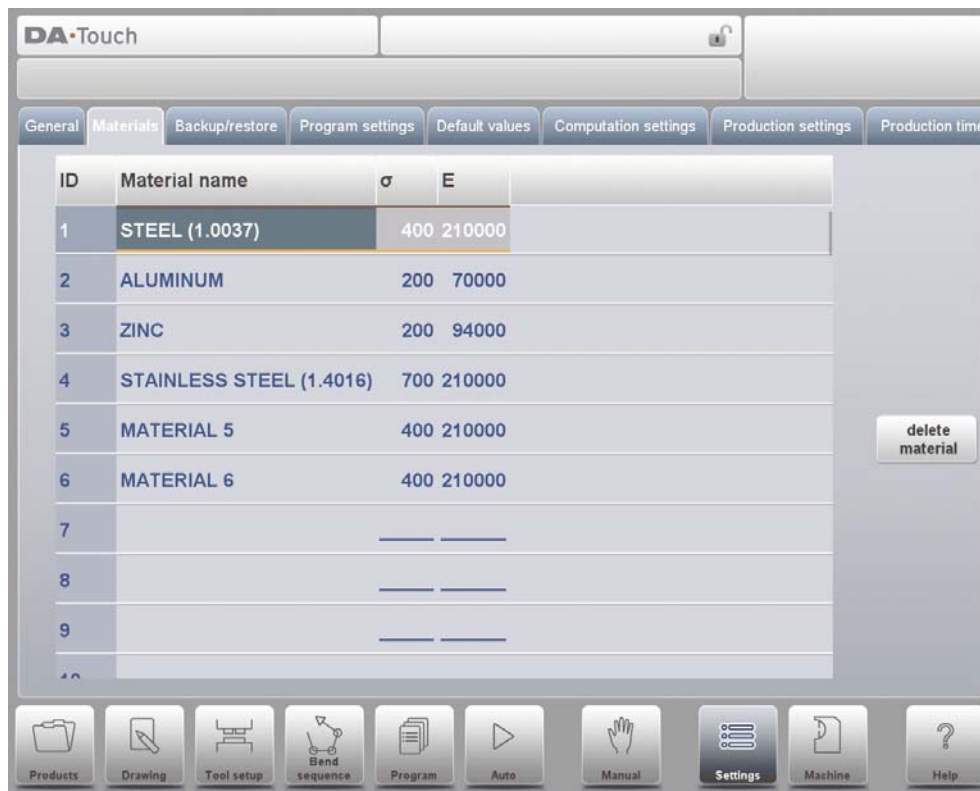 DA·Touch
General Materials Backup/restore Program settings Default values Computation settings Production settings Production time
ID Material name σ E
1 STEEL (1.0037) 400 210000
2 ALUMINUM 200 70000
3 ZINC 200 94000
4 STAINLESS STEEL (1.4016) 700 210000
5 MATERIAL 5 400 210000
6 MATERIAL 6 400 210000
7
8
9
delete
material
Products Drawing Tool setup Bend sequence Program Auto Manual Settings Machine Help